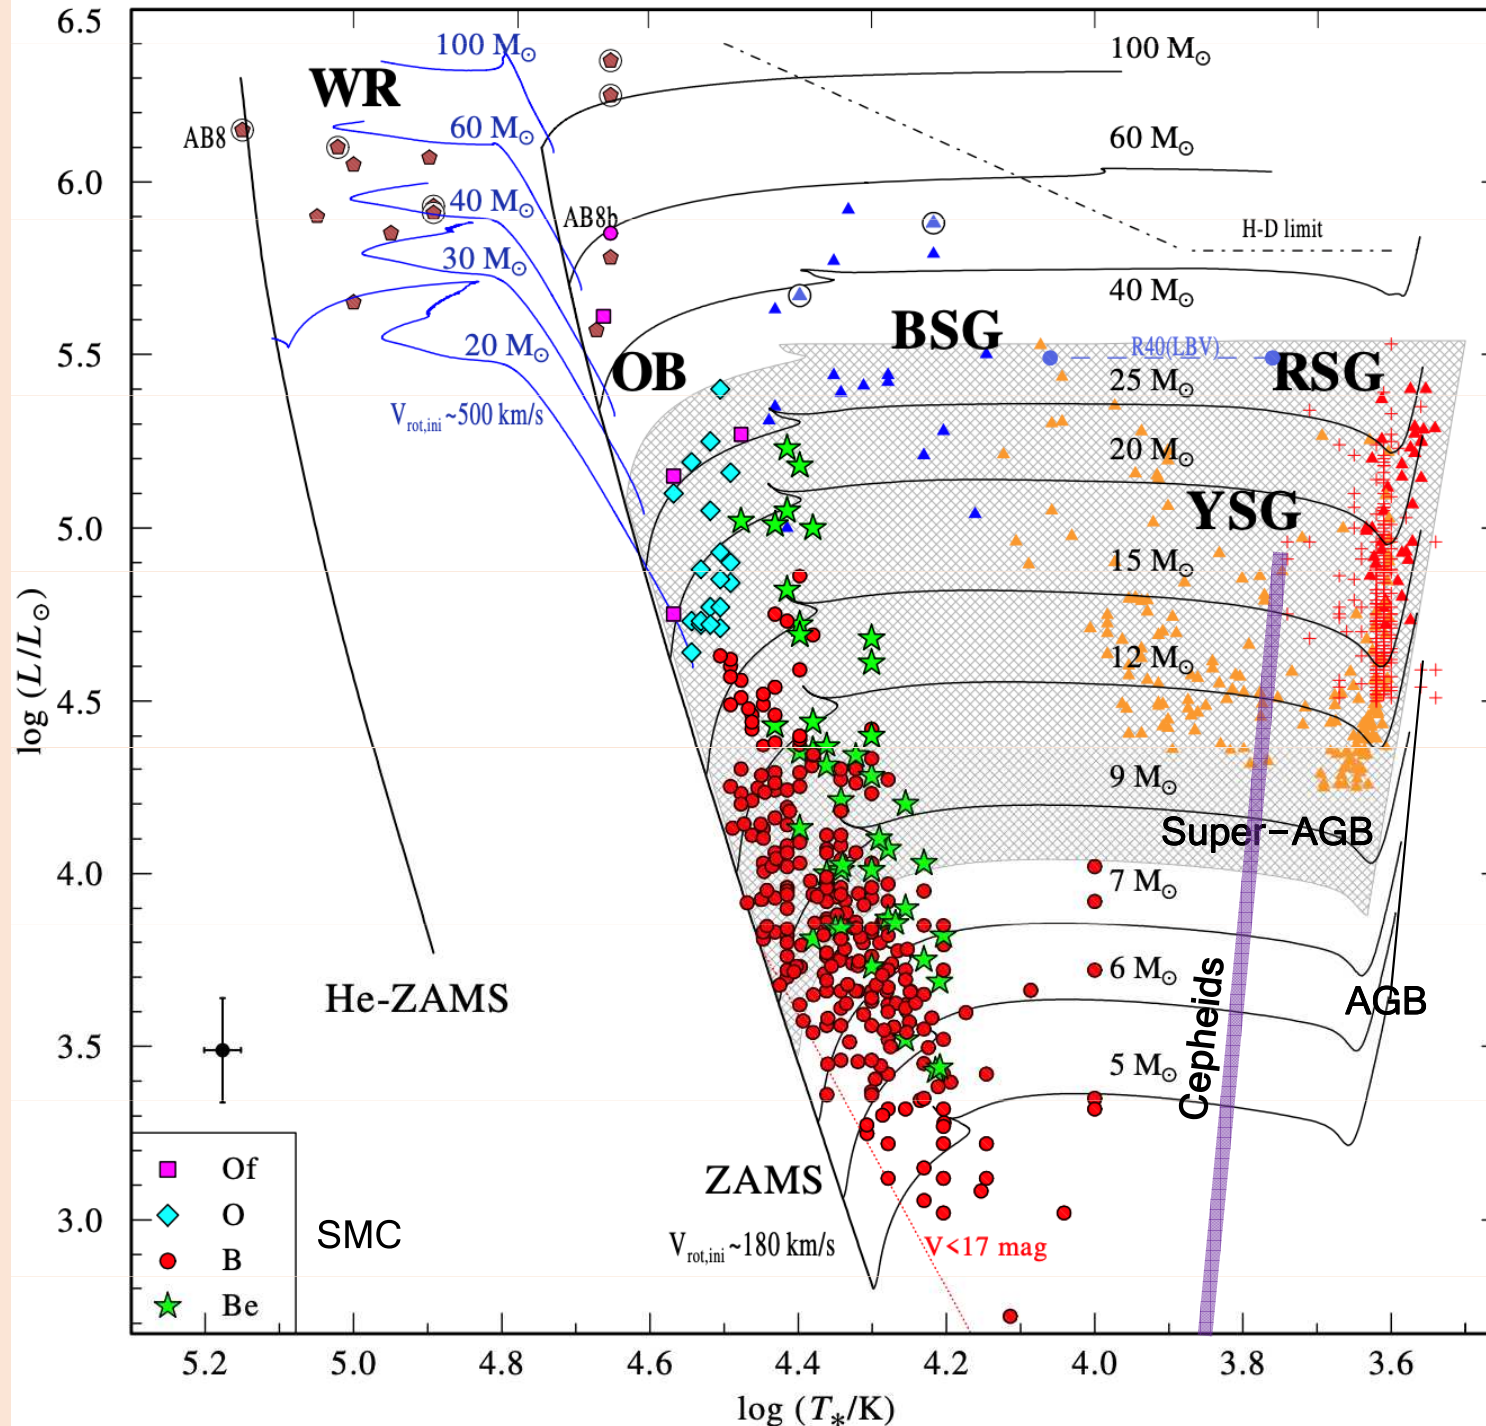 6.5
6.0
5.5
5.0
4.5
4.0
3.5
3.0
log (L/L☉)
5.2
5.0
4.8
4.6
4.4
4.2
4.0
3.8
3.6
log (T*/K)
100 M☉
WR
60 M☉
40 M☉
30 M☉
20 M☉
Vrot,ini ~500 km/s
AB8
AB8b
100 M☉
60 M☉
H-D limit
40 M☉
BSG
R40(LBV)
RSG
OB
25 M☉
20 M☉
YSG
15 M☉
12 M☉
9 M☉
Super-AGB
7 M☉
6 M☉
AGB
Cepheids
5 M☉
He-ZAMS
ZAMS
Vrot,ini ~180 km/s
V<17 mag
Of
O
B
Be
SMC